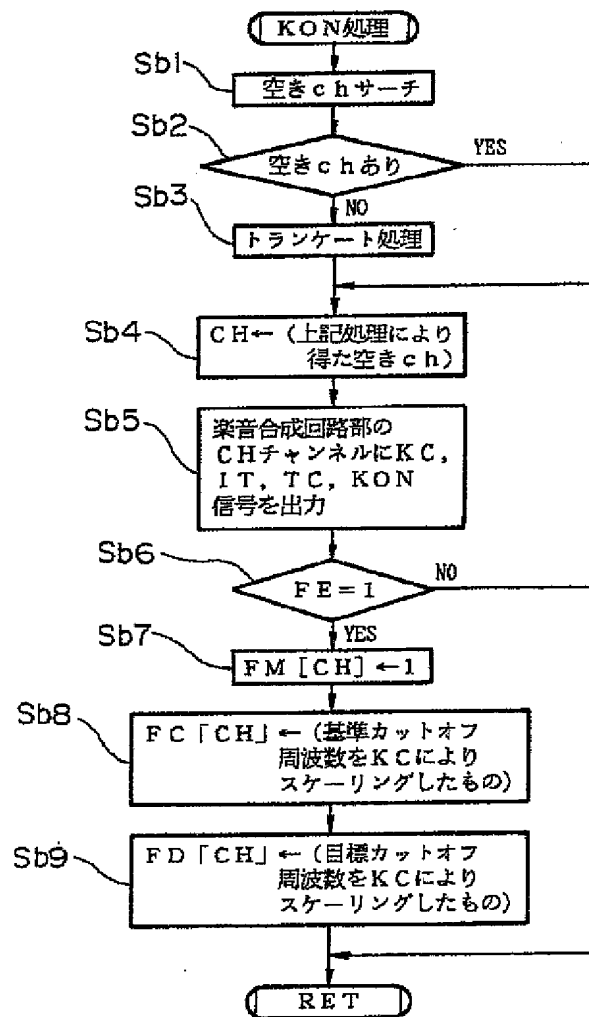 KON処理
Sb1
空きchサーチ
Sb2
空きchあり
YES
NO
Sb3
トランケート処理
Sb4
CH←(上記処理により
得た空きch)
Sb5
楽音合成回路部の
CHチャンネルにKC,
IT, TC, KON
信号を出力
Sb6
FE=1
NO
YES
Sb7
FM[CH]←1
Sb8
FC「CH」←(基準カットオフ
周波数をKCにより
スケーリングしたもの)
Sb9
FD「CH」←(目標カットオフ
周波数をKCにより
スケーリングしたもの)
RET